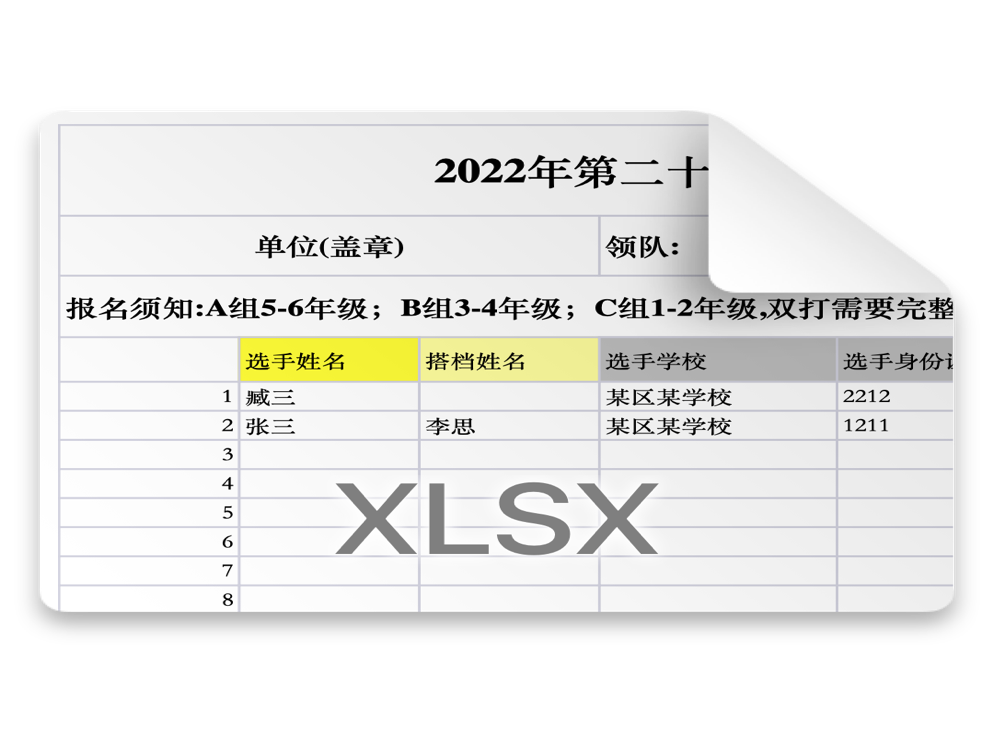 2022年第二十
单位(盖章) 领队:
报名须知:A组5-6年级；B组3-4年级；C组1-2年级,双打需要完整
选手姓名 搭档姓名 选手学校 选手身份
1 臧三 某区某学校 2212
2 张三 李思 某区某学校 1211
3
4
5
6
7
8
XLSX